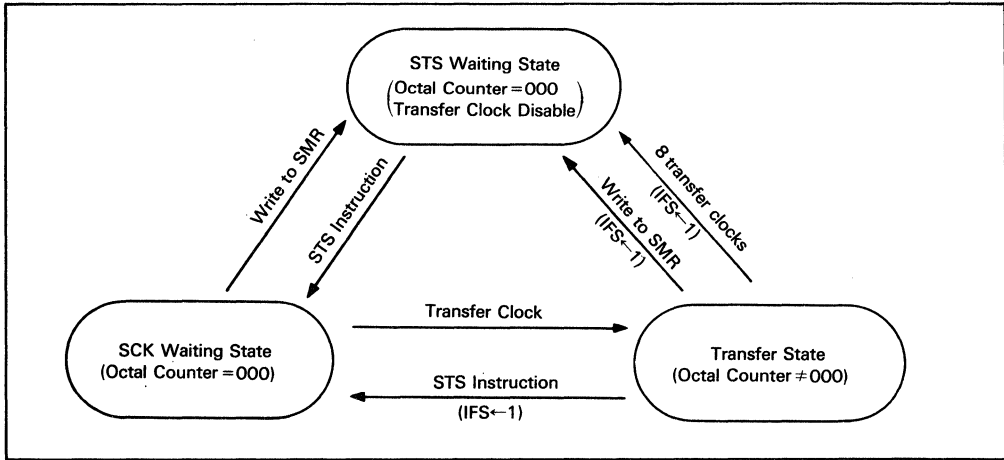 STS Waiting State
(Octal Counter=000
Transfer Clock Disable)
Write to SMR
STS Instruction
Write to SMR
(IFS←1)
8 transfer clocks
(IFS←1)
SCK Waiting State
(Octal Counter=000)
Transfer Clock
STS Instruction
(IFS←1)
Transfer State
(Octal Counter≠000)